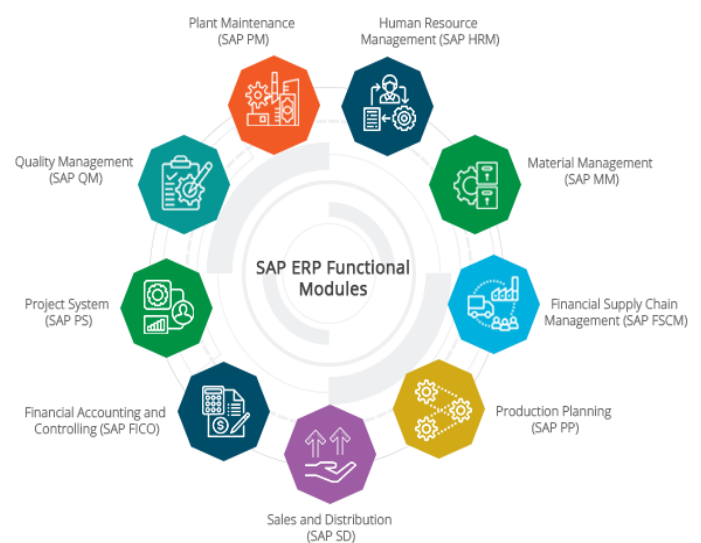 Plant Maintenance
(SAP PM)
Human Resource
Management (SAP HRM)
Quality Management
(SAP QM)
Material Management
(SAP MM)
SAP ERP Functional
Modules
Project System
(SAP PS)
Financial Supply Chain
Management (SAP FSCM)
Financial Accounting and
Controlling (SAP FICO)
Production Planning
(SAP PP)
Sales and Distribution
(SAP SD)